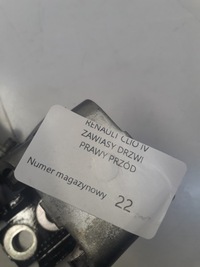 RENAULT CLIO IV
ZAWIASY DRZWI
PRAWY PRZÓD
Numer magazynowy 22